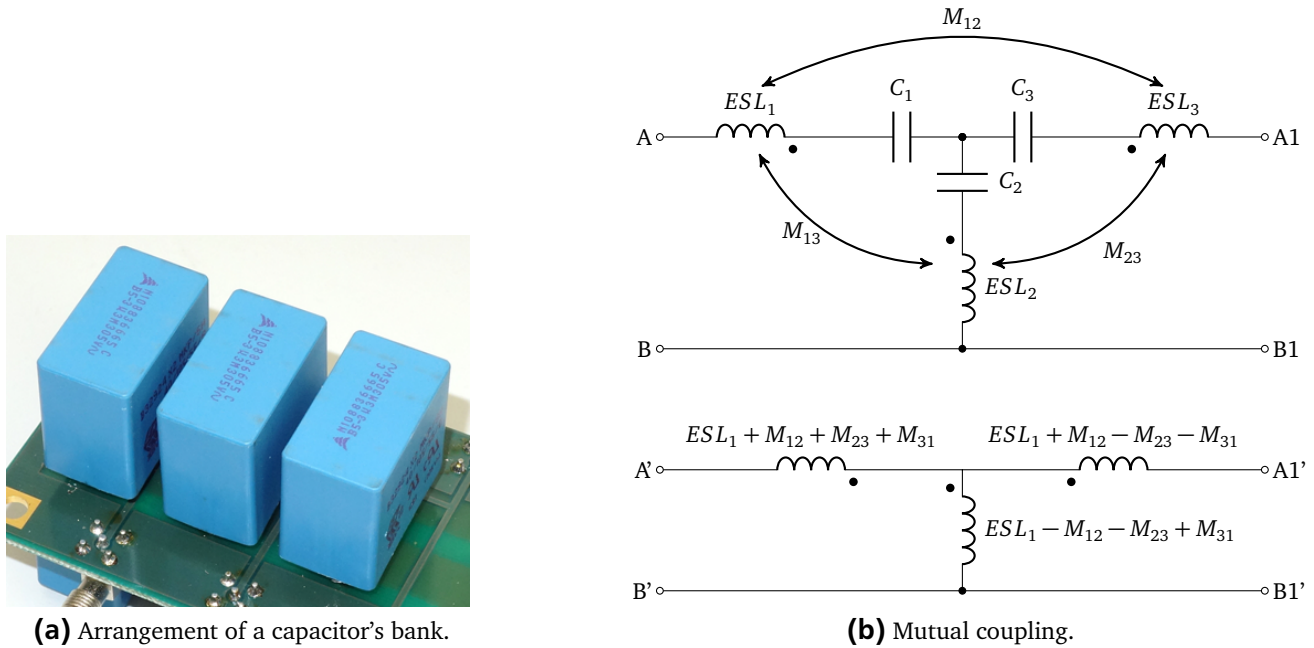 M₁₂
ESL₁
C₁
C₃
ESL₃
A
A1
C₂
M₁₃
M₂₃
ESL₂
B
B1
ESL₁ + M₁₂ + M₂₃ + M₃₁
ESL₁ + M₁₂ − M₂₃ − M₃₁
A'
A1'
ESL₁ − M₁₂ − M₂₃ + M₃₁
B'
B1'
(a) Arrangement of a capacitor's bank.
(b) Mutual coupling.